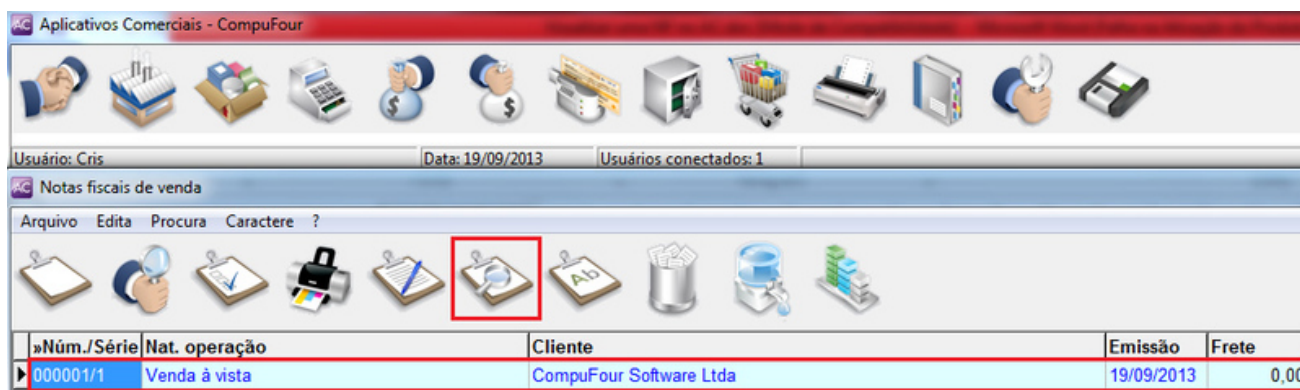 Aplicativos Comerciais - CompuFour
Usuário: Cris Data: 19/09/2013 Usuários conectados: 1
Notas fiscais de venda
Arquivo Edita Procura Caractere ?
Ab
»Núm./Série Nat. operação Cliente Emissão Frete
000001/1 Venda à vista CompuFour Software Ltda 19/09/2013 0,00